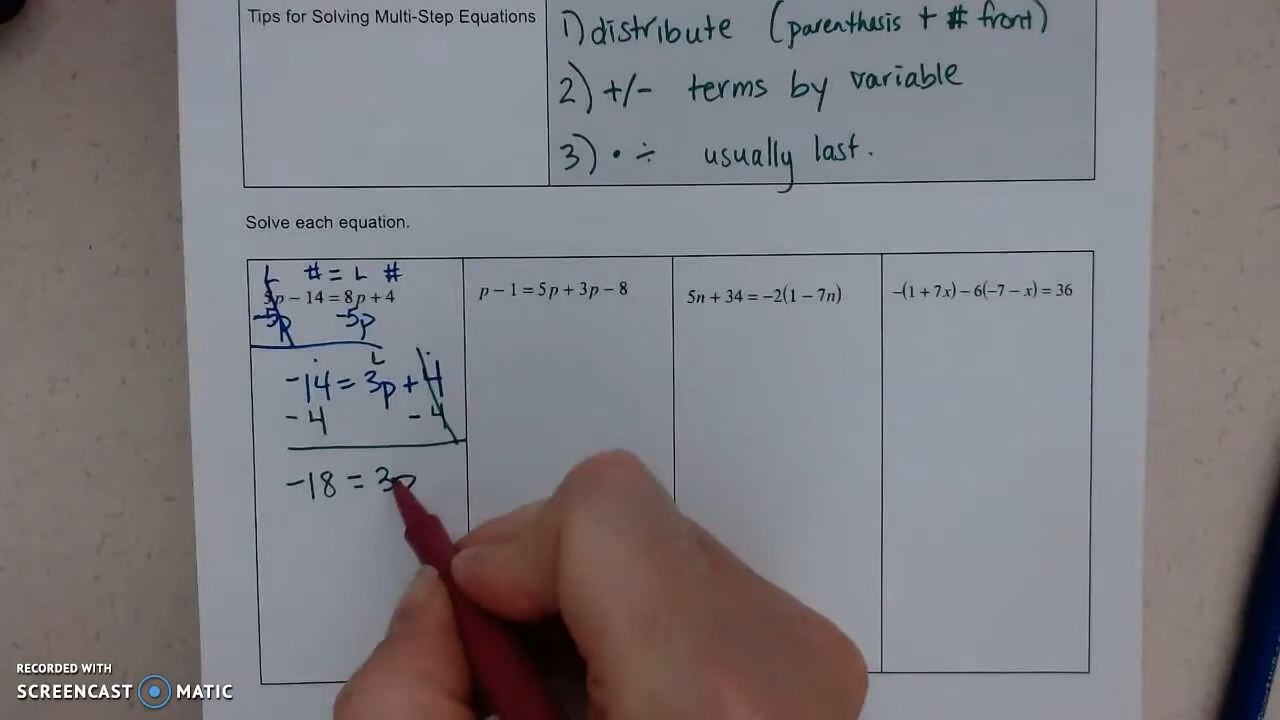 Tips for Solving Multi-Step Equations
1) distribute (parenthesis + # front)
2) +/- terms by variable
3) • ÷ usually last.
Solve each equation.
L # = L #
5p − 14 = 8p + 4
-5p -5p
L
-14 = 3p + 4
- 4 - 4
-18 = 3p
p − 1 = 5p + 3p − 8
5n + 34 = −2(1 − 7n)
−(1 + 7x) − 6(−7 − x) = 36
RECORDED WITH
SCREENCAST MATIC